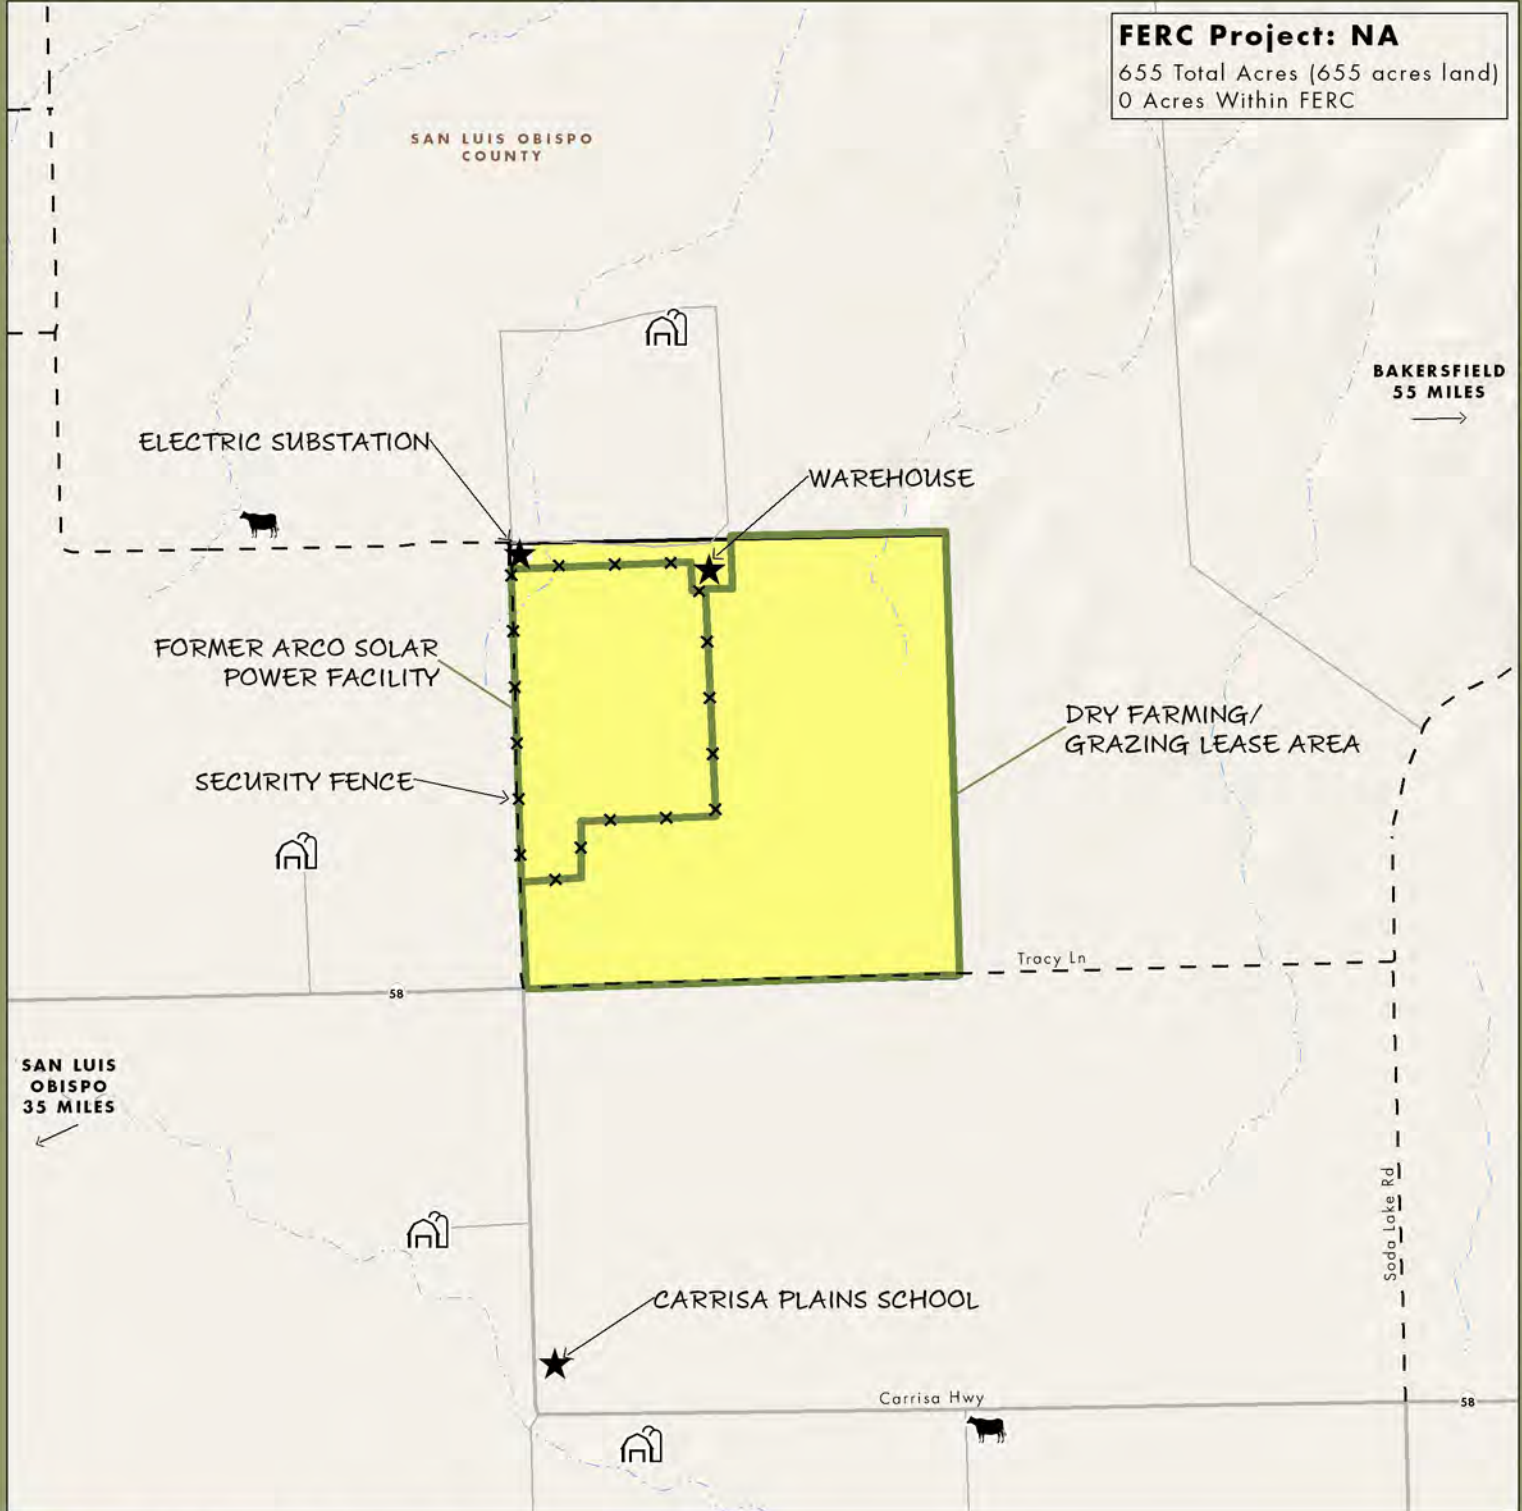 FERC Project: NA
655 Total Acres (655 acres land)
0 Acres Within FERC
SAN LUIS OBISPO
COUNTY
BAKERSFIELD
55 MILES
ELECTRIC SUBSTATION
WAREHOUSE
FORMER ARCO SOLAR
POWER FACILITY
DRY FARMING/
GRAZING LEASE AREA
SECURITY FENCE
Tracy Ln
58
SAN LUIS
OBISPO
35 MILES
Soda Lake Rd
CARRISA PLAINS SCHOOL
Carrisa Hwy
58